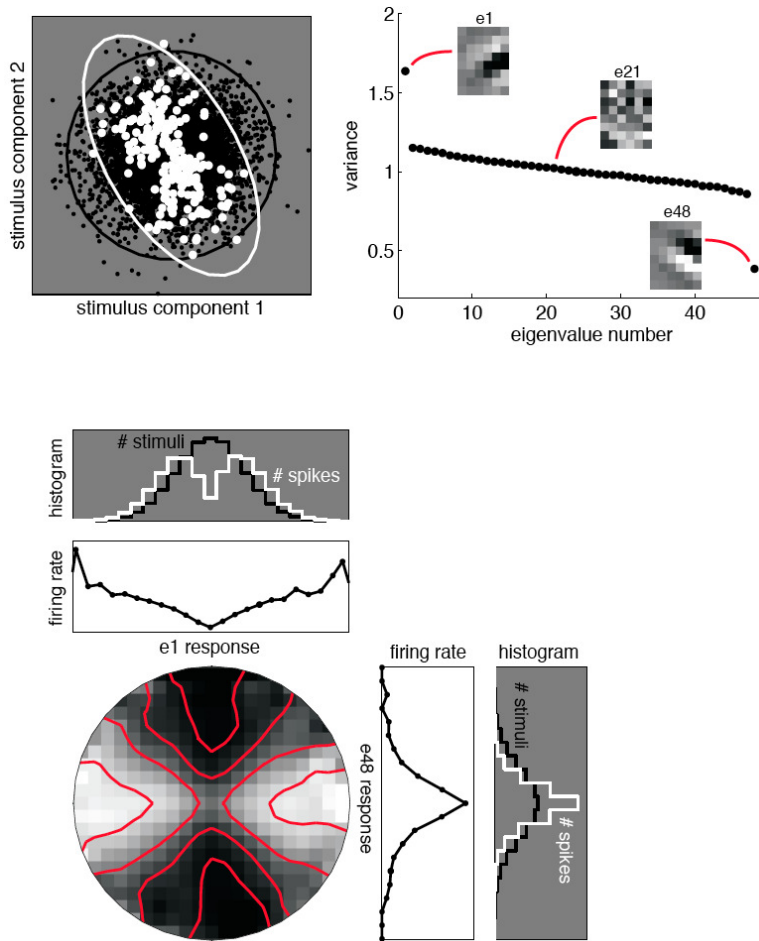 stimulus component 2
stimulus component 1
variance
2
1.5
1
0.5
0
10
20
30
40
eigenvalue number
e1
e21
e48
histogram
# stimuli
# spikes
firing rate
e1 response
firing rate
histogram
e48 response
# stimuli
# spikes